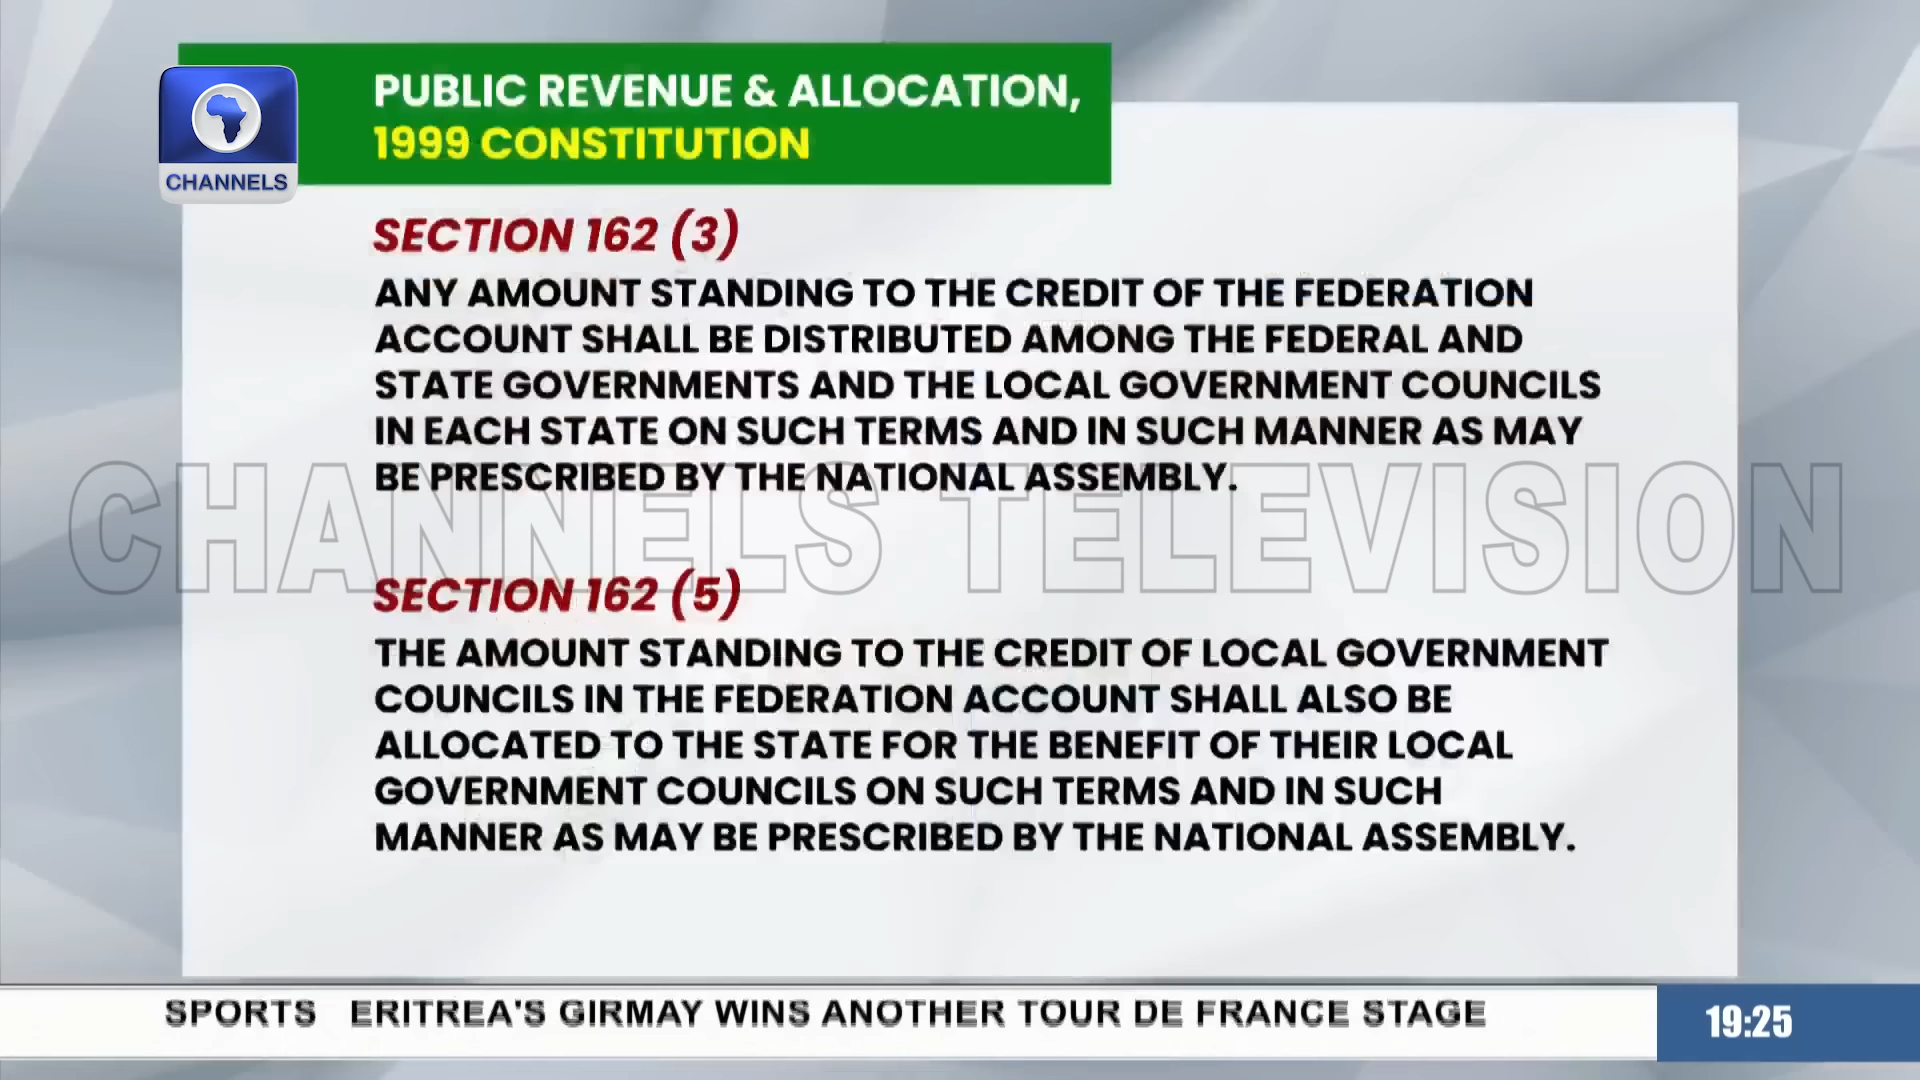 PUBLIC REVENUE & ALLOCATION,
1999 CONSTITUTION
CHANNELS
SECTION 162 (3)
ANY AMOUNT STANDING TO THE CREDIT OF THE FEDERATION
ACCOUNT SHALL BE DISTRIBUTED AMONG THE FEDERAL AND
STATE GOVERNMENTS AND THE LOCAL GOVERNMENT COUNCILS
IN EACH STATE ON SUCH TERMS AND IN SUCH MANNER AS MAY
BE PRESCRIBED BY THE NATIONAL ASSEMBLY.
CHANNELS TELEVISION
SECTION 162 (5)
THE AMOUNT STANDING TO THE CREDIT OF LOCAL GOVERNMENT
COUNCILS IN THE FEDERATION ACCOUNT SHALL ALSO BE
ALLOCATED TO THE STATE FOR THE BENEFIT OF THEIR LOCAL
GOVERNMENT COUNCILS ON SUCH TERMS AND IN SUCH
MANNER AS MAY BE PRESCRIBED BY THE NATIONAL ASSEMBLY.
SPORTS ERITREA'S GIRMAY WINS ANOTHER TOUR DE FRANCE STAGE
19:25